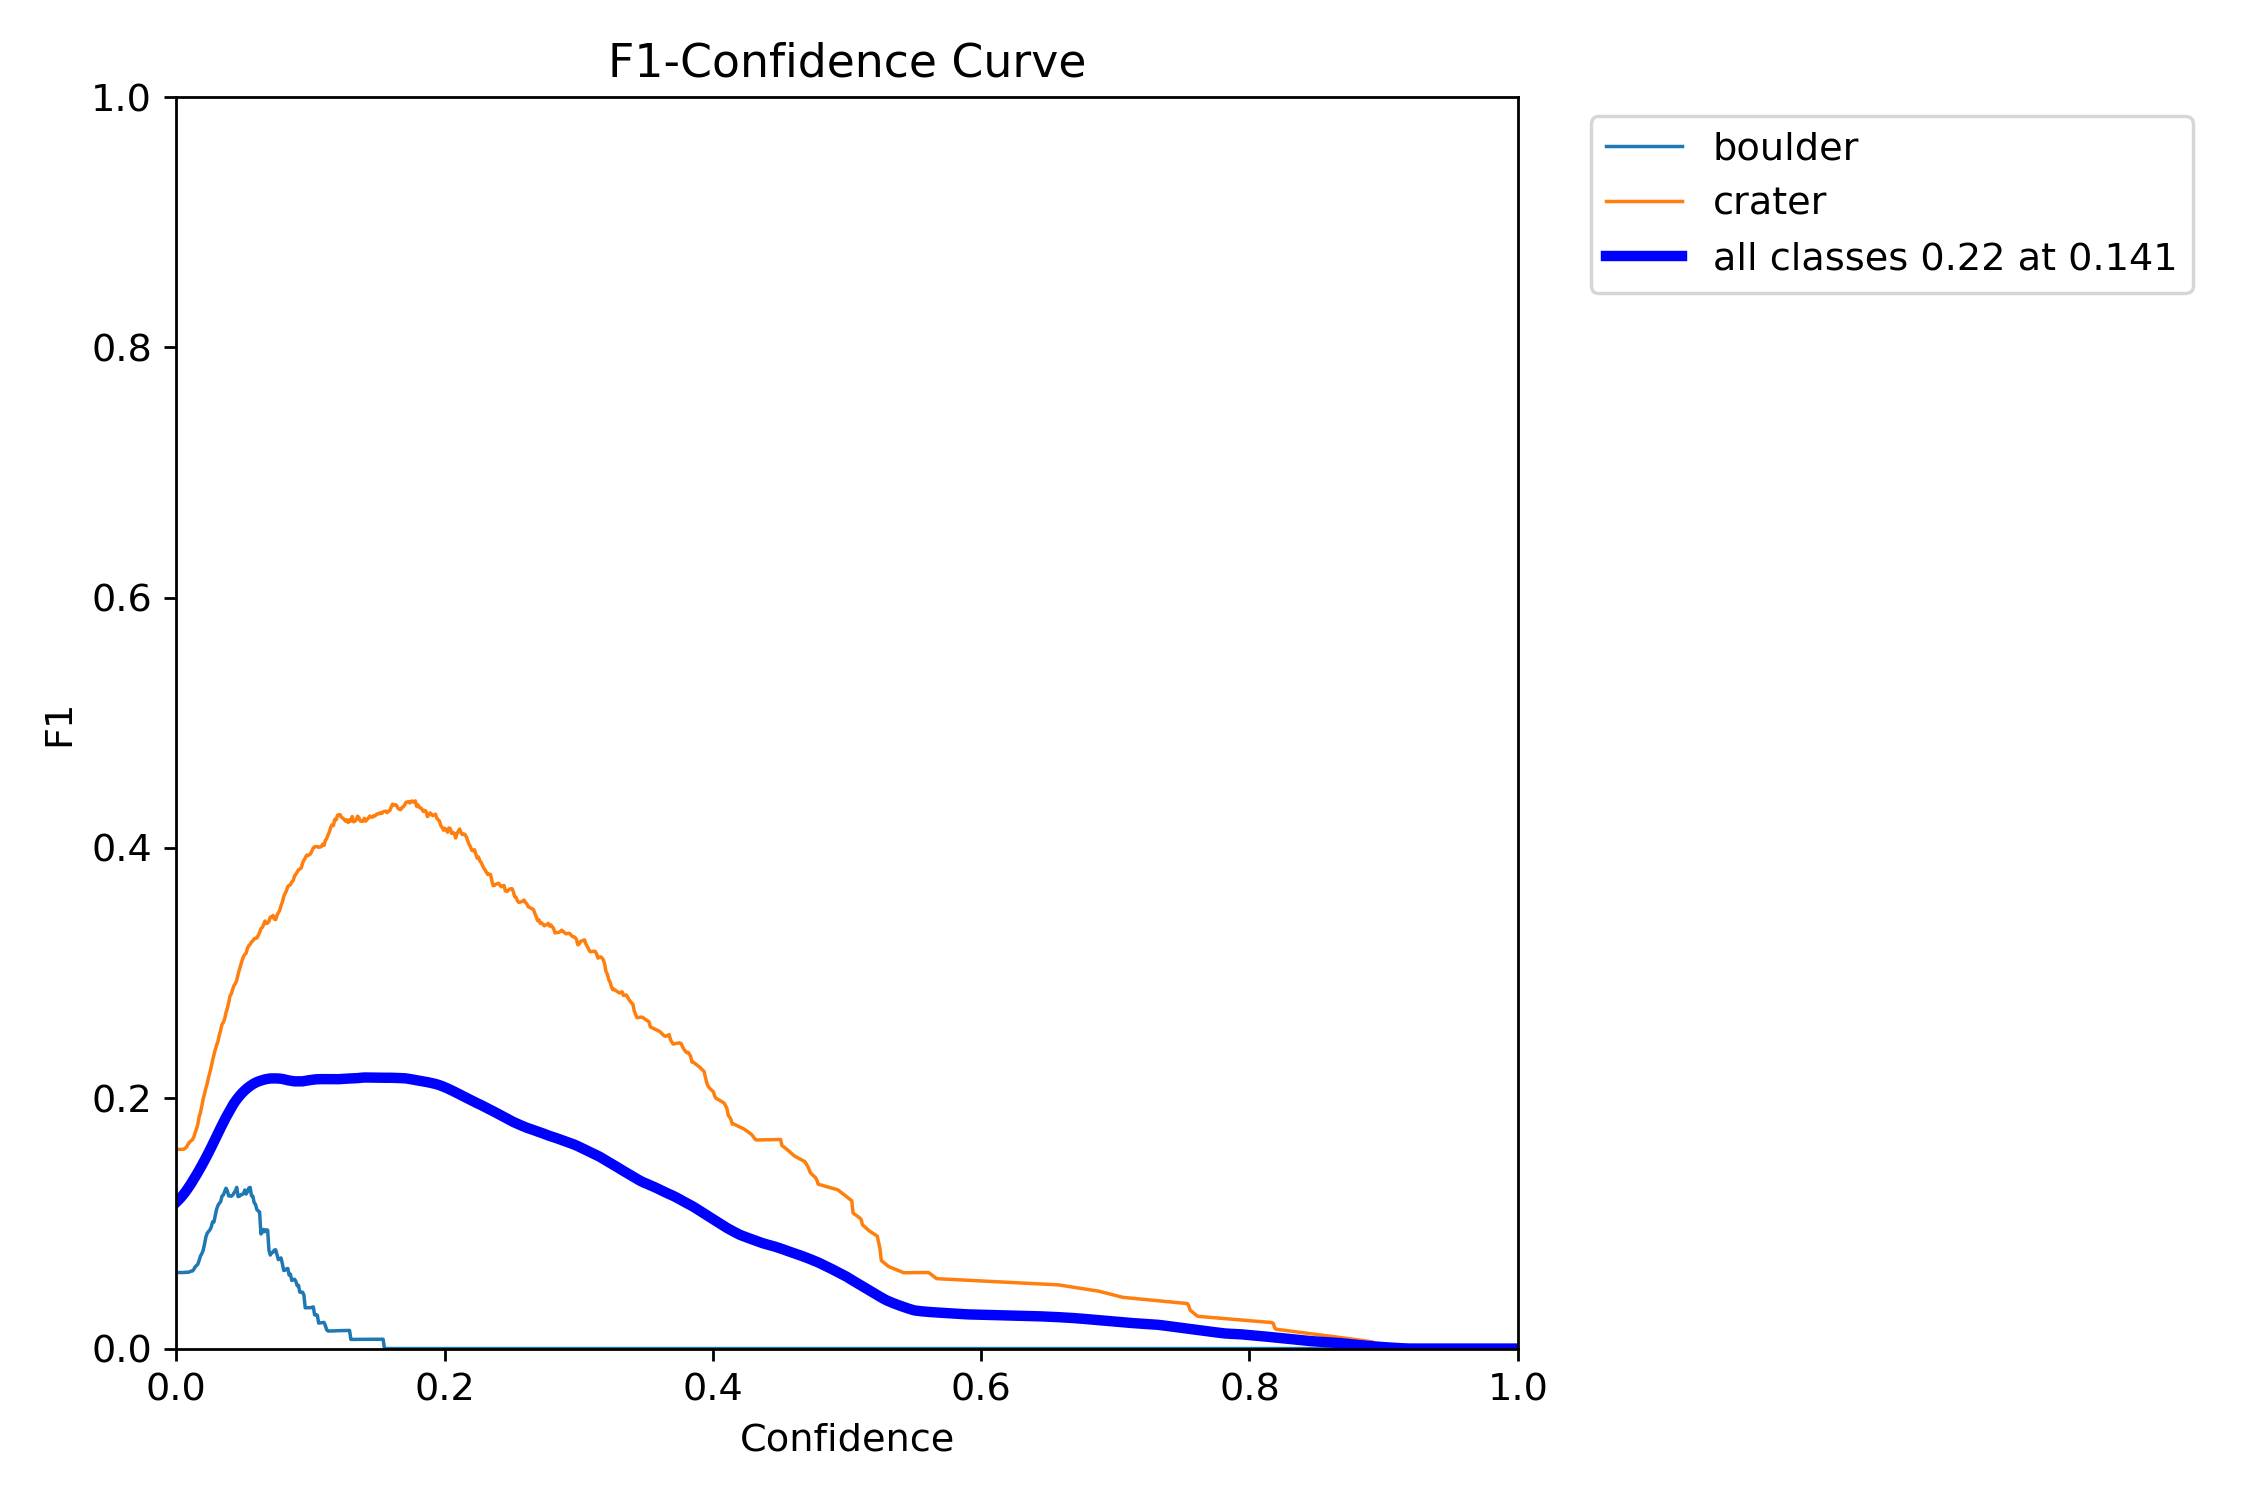 F1-Confidence Curve
1.0
0.8
0.6
0.4
0.2
0.0
F1
0.0 0.2 0.4 0.6 0.8 1.0
Confidence
boulder
crater
all classes 0.22 at 0.141